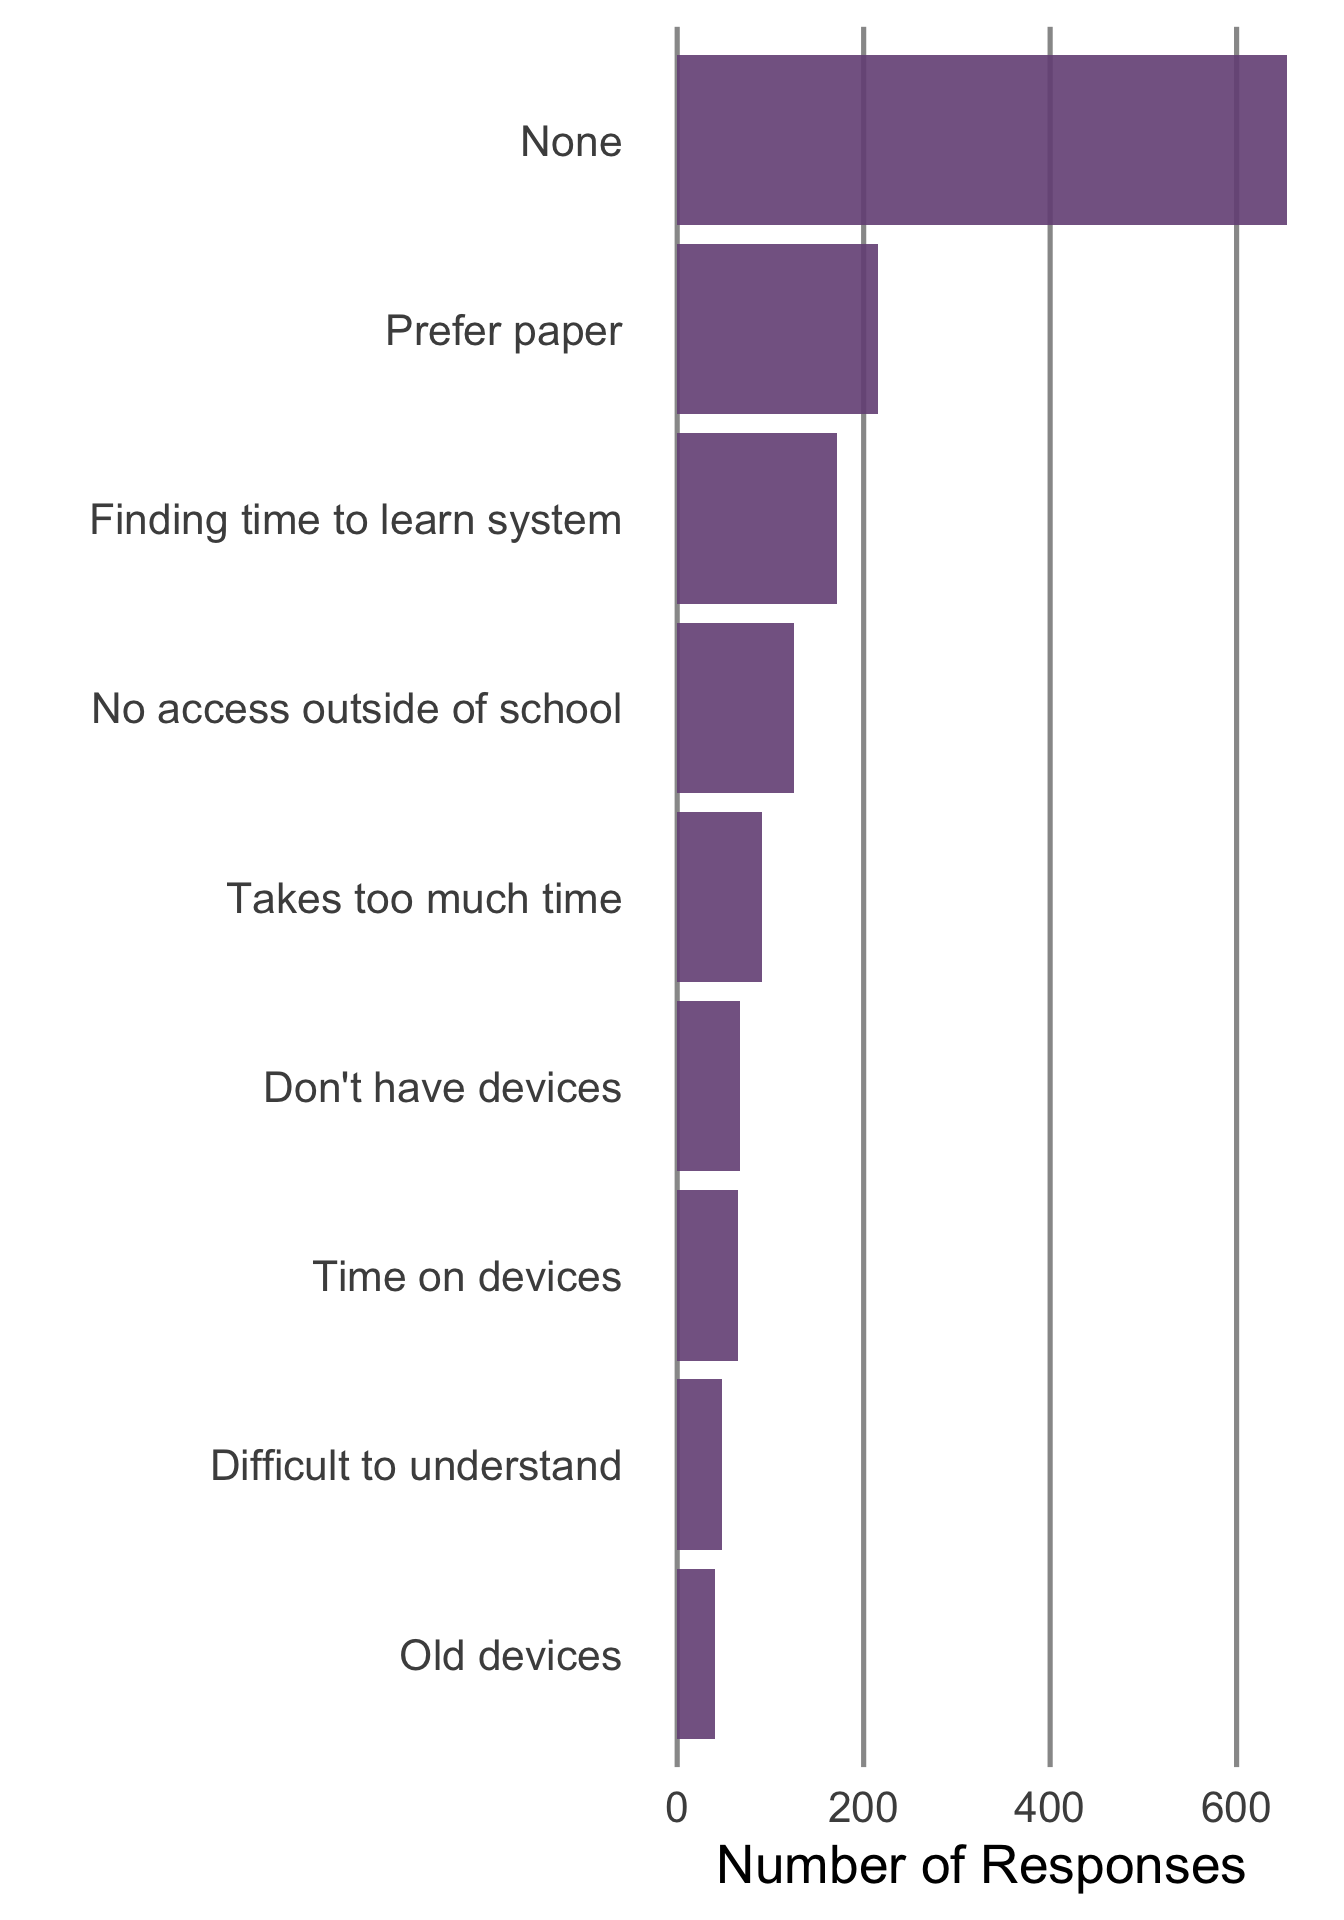 None
Prefer paper
Finding time to learn system
No access outside of school
Takes too much time
Don't have devices
Time on devices
Difficult to understand
Old devices
0 200 400 600
Number of Responses